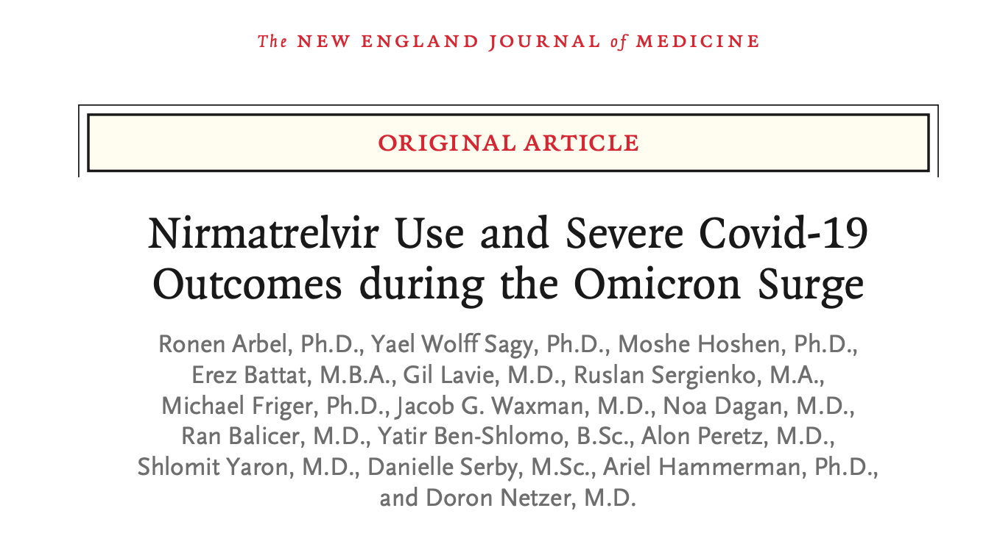 The NEW ENGLAND JOURNAL of MEDICINE
ORIGINAL ARTICLE
Nirmatrelvir Use and Severe Covid-19
Outcomes during the Omicron Surge
Ronen Arbel, Ph.D., Yael Wolff Sagy, Ph.D., Moshe Hoshen, Ph.D.,
Erez Battat, M.B.A., Gil Lavie, M.D., Ruslan Sergienko, M.A.,
Michael Friger, Ph.D., Jacob G. Waxman, M.D., Noa Dagan, M.D.,
Ran Balicer, M.D., Yatir Ben-Shlomo, B.Sc., Alon Peretz, M.D.,
Shlomit Yaron, M.D., Danielle Serby, M.Sc., Ariel Hammerman, Ph.D.,
and Doron Netzer, M.D.